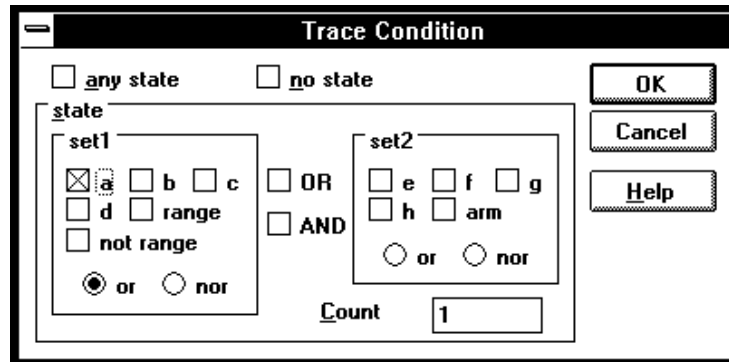 Trace Condition
any state no state
OK
state
Cancel
set1 set2
a b c OR e f g
Help
d range AND h arm
not range
or nor or nor
Count 1